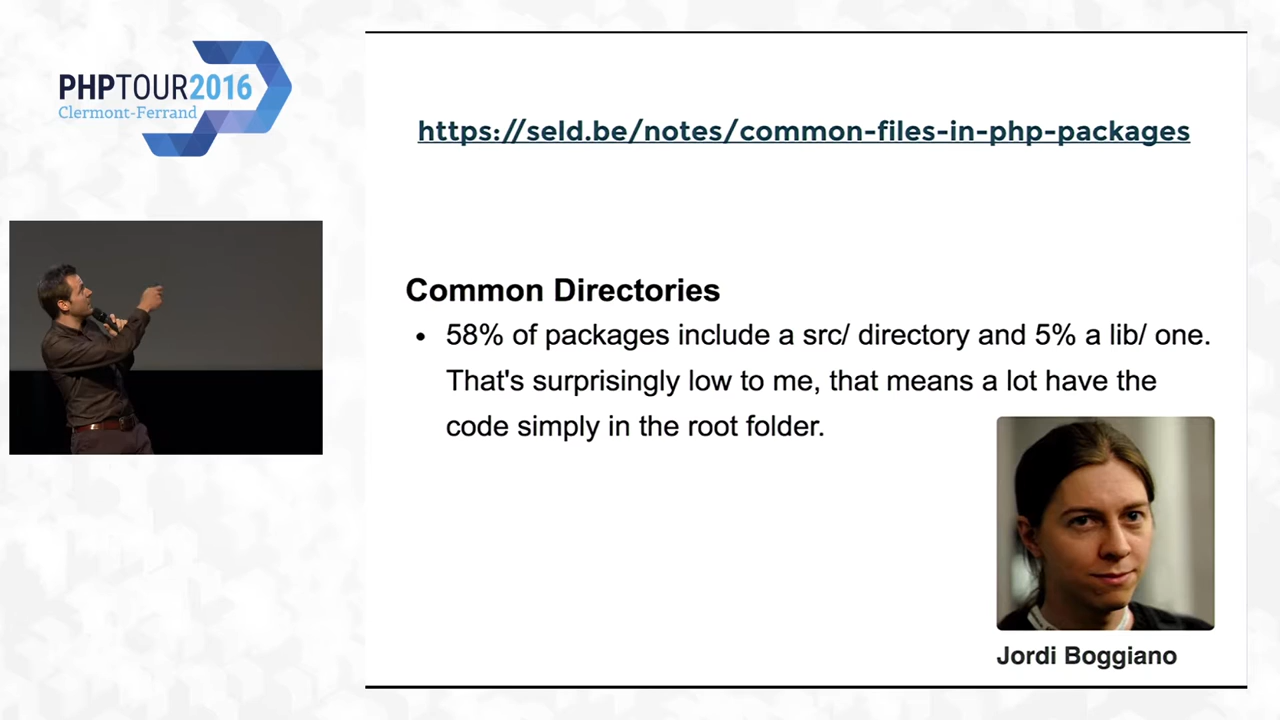 PHPTOUR2016
Clermont-Ferrand
https://seld.be/notes/common-files-in-php-packages
Common Directories
• 58% of packages include a src/ directory and 5% a lib/ one.
That's surprisingly low to me, that means a lot have the
code simply in the root folder.
Jordi Boggiano